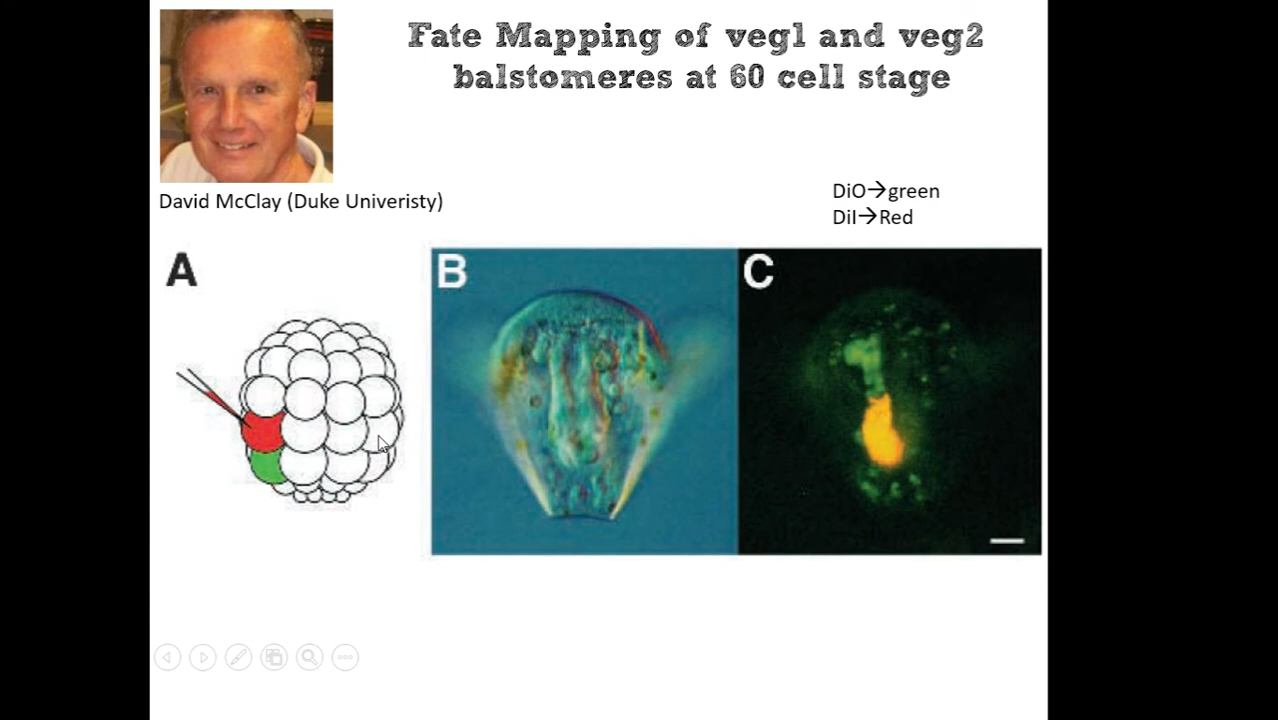 Fate Mapping of veg1 and veg2
balstomeres at 60 cell stage
David McClay (Duke Univeristy)
DiO→green
DiI→Red
A
B
C